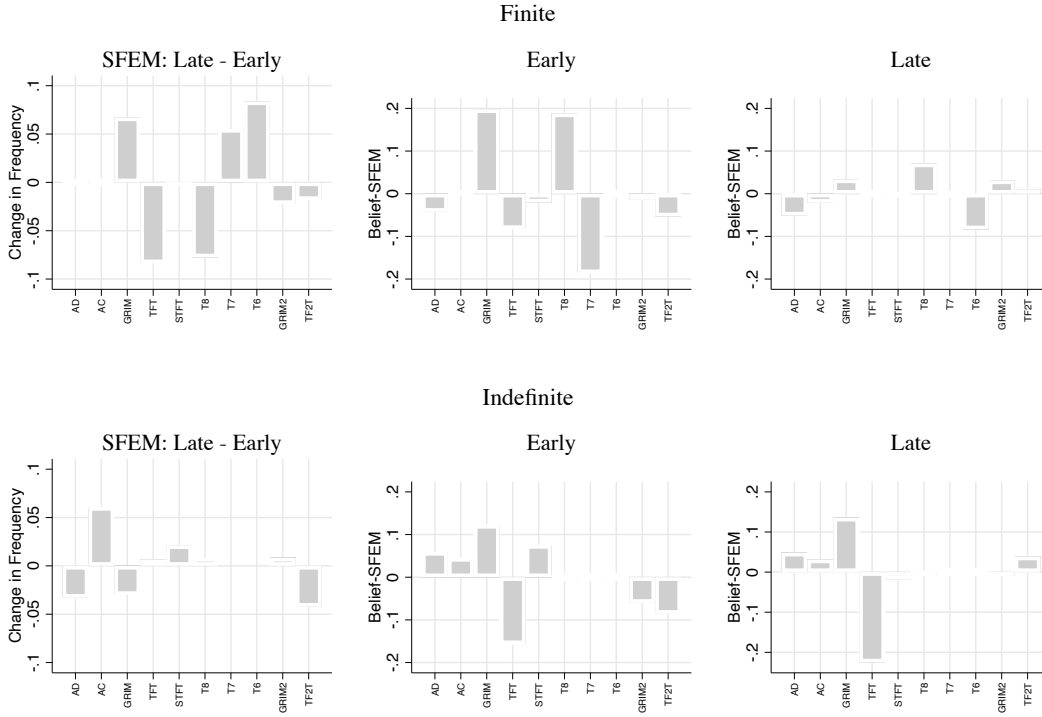 Finite
SFEM: Late - Early
Early
Late
Change in Frequency
.1
.05
0
-.05
-.1
AD
AC
GRIM
TFT
STFT
T8
T7
T6
GRIM2
TF2T
Belief-SFEM
.2
.1
0
-.1
-.2
AD
AC
GRIM
TFT
STFT
T8
T7
T6
GRIM2
TF2T
Belief-SFEM
.2
.1
0
-.1
-.2
AD
AC
GRIM
TFT
STFT
T8
T7
T6
GRIM2
TF2T
Indefinite
SFEM: Late - Early
Early
Late
Change in Frequency
.1
.05
0
-.05
-.1
AD
AC
GRIM
TFT
STFT
T8
T7
T6
GRIM2
TF2T
Belief-SFEM
.2
.1
0
-.1
-.2
AD
AC
GRIM
TFT
STFT
T8
T7
T6
GRIM2
TF2T
Belief-SFEM
.2
.1
0
-.1
-.2
AD
AC
GRIM
TFT
STFT
T8
T7
T6
GRIM2
TF2T